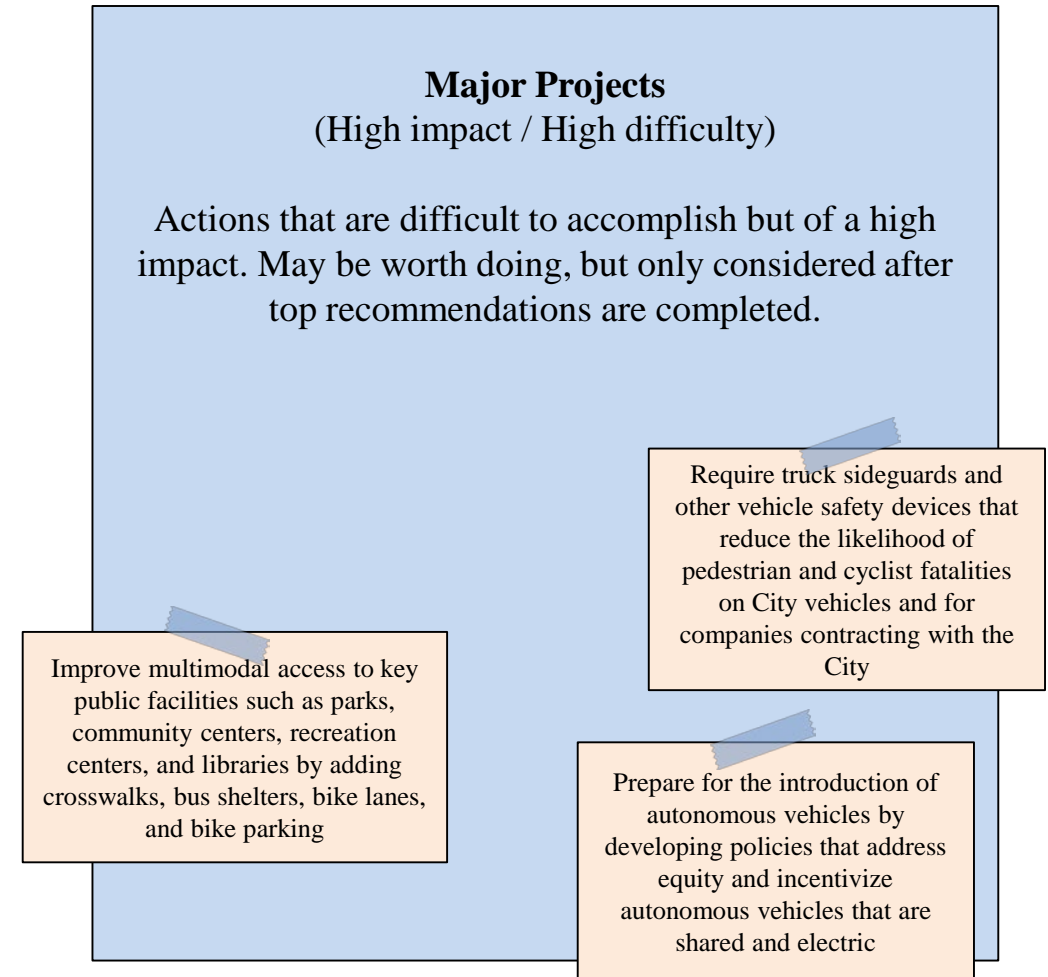 Major Projects
(High impact / High difficulty)
Actions that are difficult to accomplish but of a high
impact. May be worth doing, but only considered after
top recommendations are completed.
Require truck sideguards and
other vehicle safety devices that
reduce the likelihood of
pedestrian and cyclist fatalities
on City vehicles and for
companies contracting with the
City
Improve multimodal access to key
public facilities such as parks,
community centers, recreation
centers, and libraries by adding
crosswalks, bus shelters, bike lanes,
and bike parking
Prepare for the introduction of
autonomous vehicles by
developing policies that address
equity and incentivize
autonomous vehicles that are
shared and electric